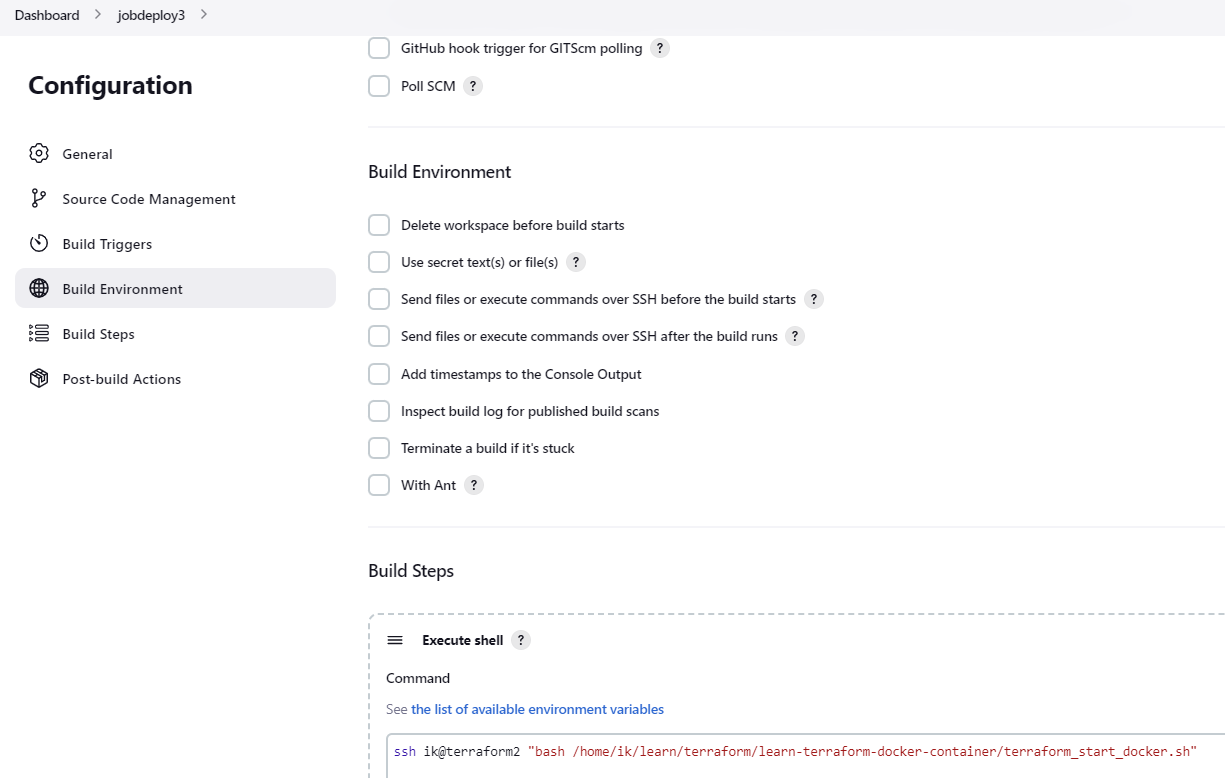 Dashboard > jobdeploy3 >
Configuration
General
Source Code Management
Build Triggers
Build Environment
Build Steps
Post-build Actions
GitHub hook trigger for GITScm polling ?
Poll SCM ?
Build Environment
Delete workspace before build starts
Use secret text(s) or file(s) ?
Send files or execute commands over SSH before the build starts ?
Send files or execute commands over SSH after the build runs ?
Add timestamps to the Console Output
Inspect build log for published build scans
Terminate a build if it's stuck
With Ant ?
Build Steps
Execute shell ?
Command
See the list of available environment variables
ssh ik@terraform2 "bash /home/ik/learn/terraform/learn-terraform-docker-container/terraform_start_docker.sh"